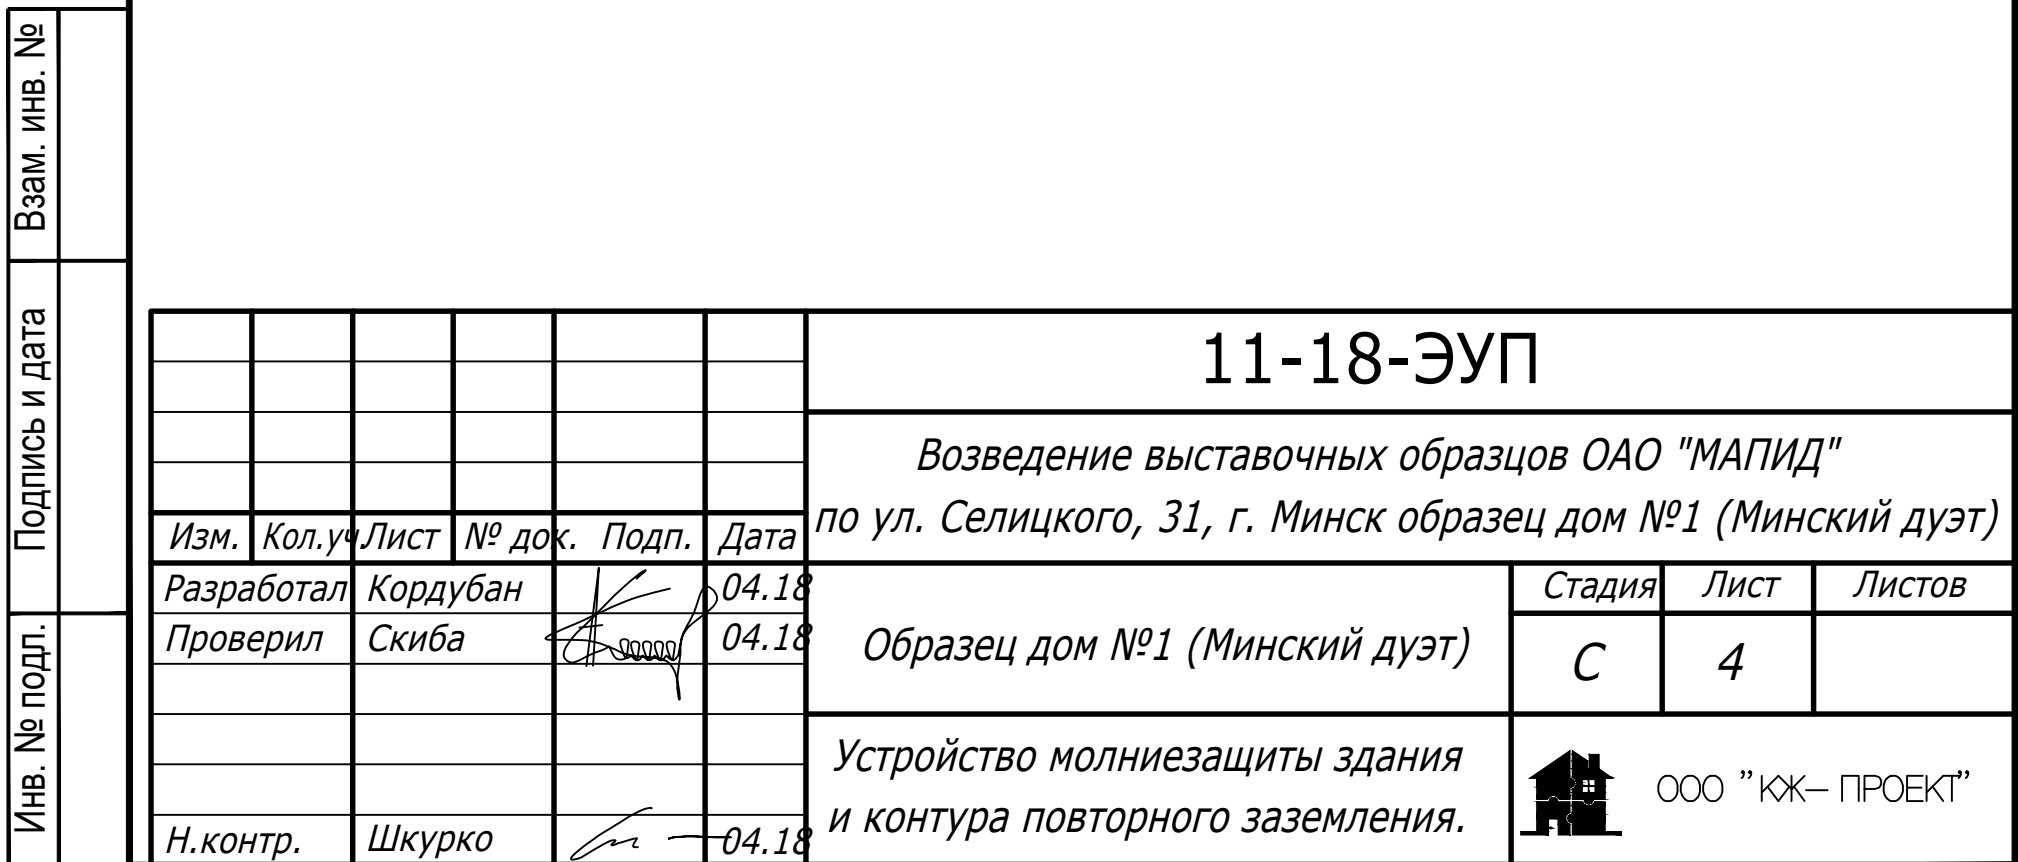 Взам. инв. №
Подпись и дата
Инв. № подл.
11-18-ЭУП
Возведение выставочных образцов ОАО "МАПИД"
по ул. Селицкого, 31, г. Минск образец дом №1 (Минский дуэт)
Изм. Кол.уч Лист № док. Подп. Дата
Разработал Кордубан 04.18
Проверил Скиба 04.18
Н.контр. Шкурко 04.18
Образец дом №1 (Минский дуэт)
Стадия Лист Листов
С 4
Устройство молниезащиты здания
и контура повторного заземления.
ООО "КЖ-ПРОЕКТ"